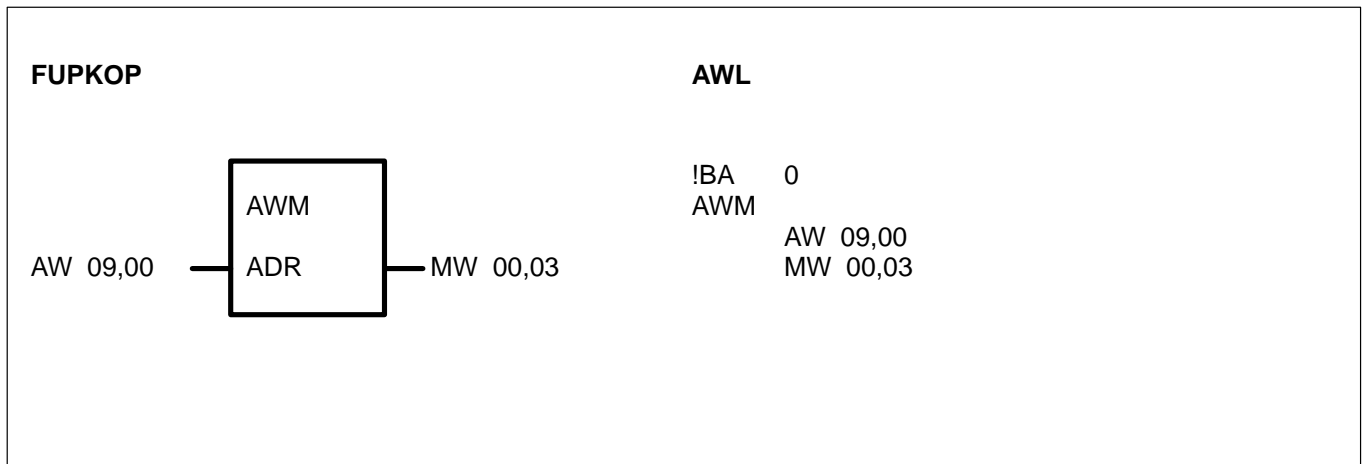 FUPKOP
AWM
AW 09,00 ADR MW 00,03
AWL
!BA 0
AWM
AW 09,00
MW 00,03